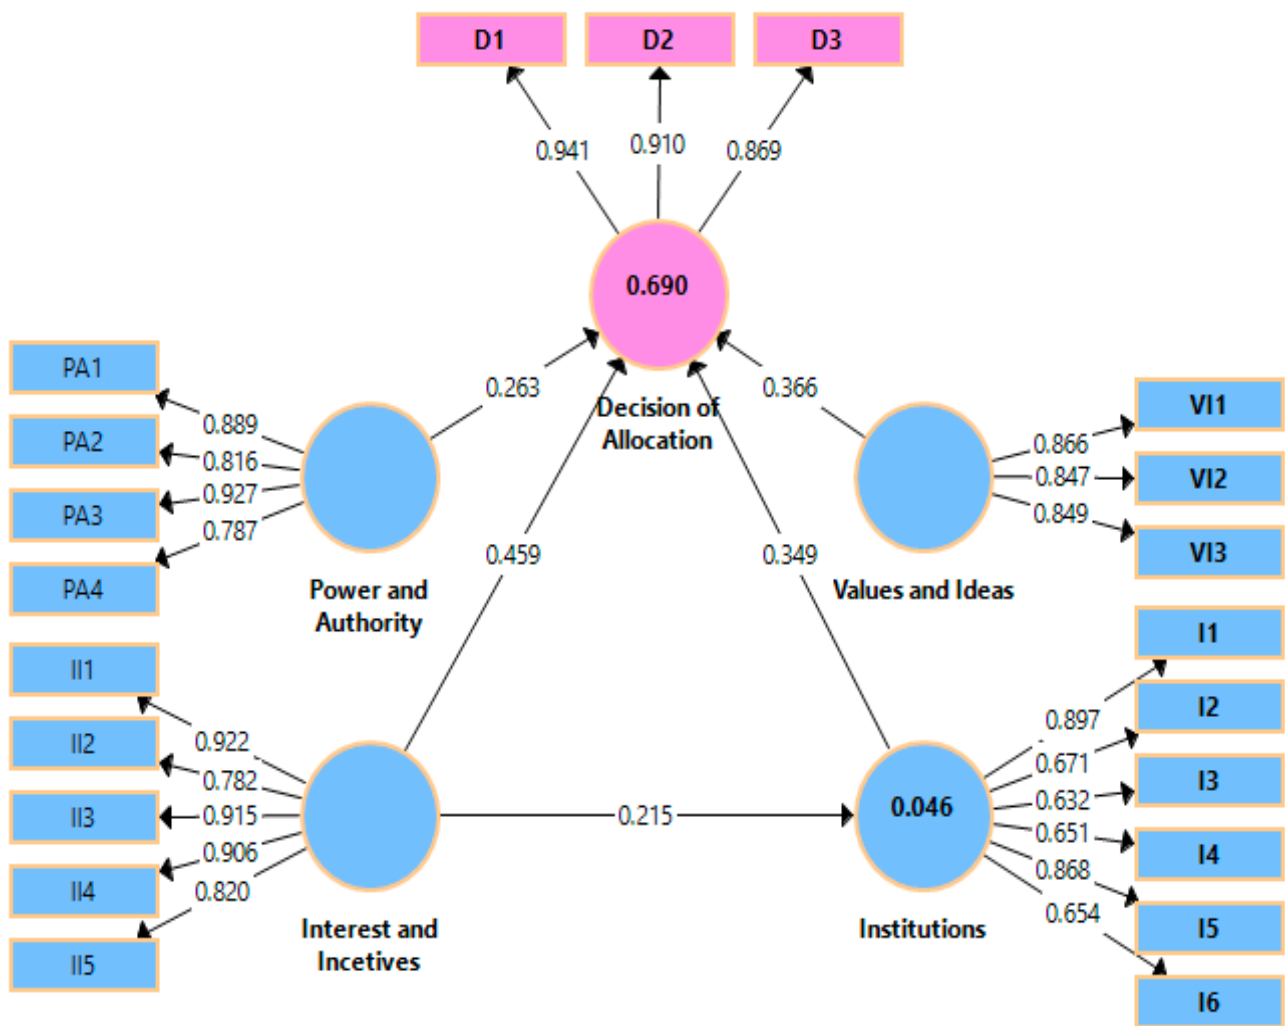 D1
D2
D3
0.941
0.910
0.869
0.690
Decision of
Allocation
PA1
PA2
PA3
PA4
0.889
0.816
0.927
0.787
Power and
Authority
0.263
0.366
0.459
0.349
Values and Ideas
0.866
0.847
0.849
VI1
VI2
VI3
II1
II2
II3
II4
II5
0.922
0.782
0.915
0.906
0.820
Interest and
Incetives
0.215
0.046
Institutions
0.897
0.671
0.632
0.651
0.868
0.654
I1
I2
I3
I4
I5
I6